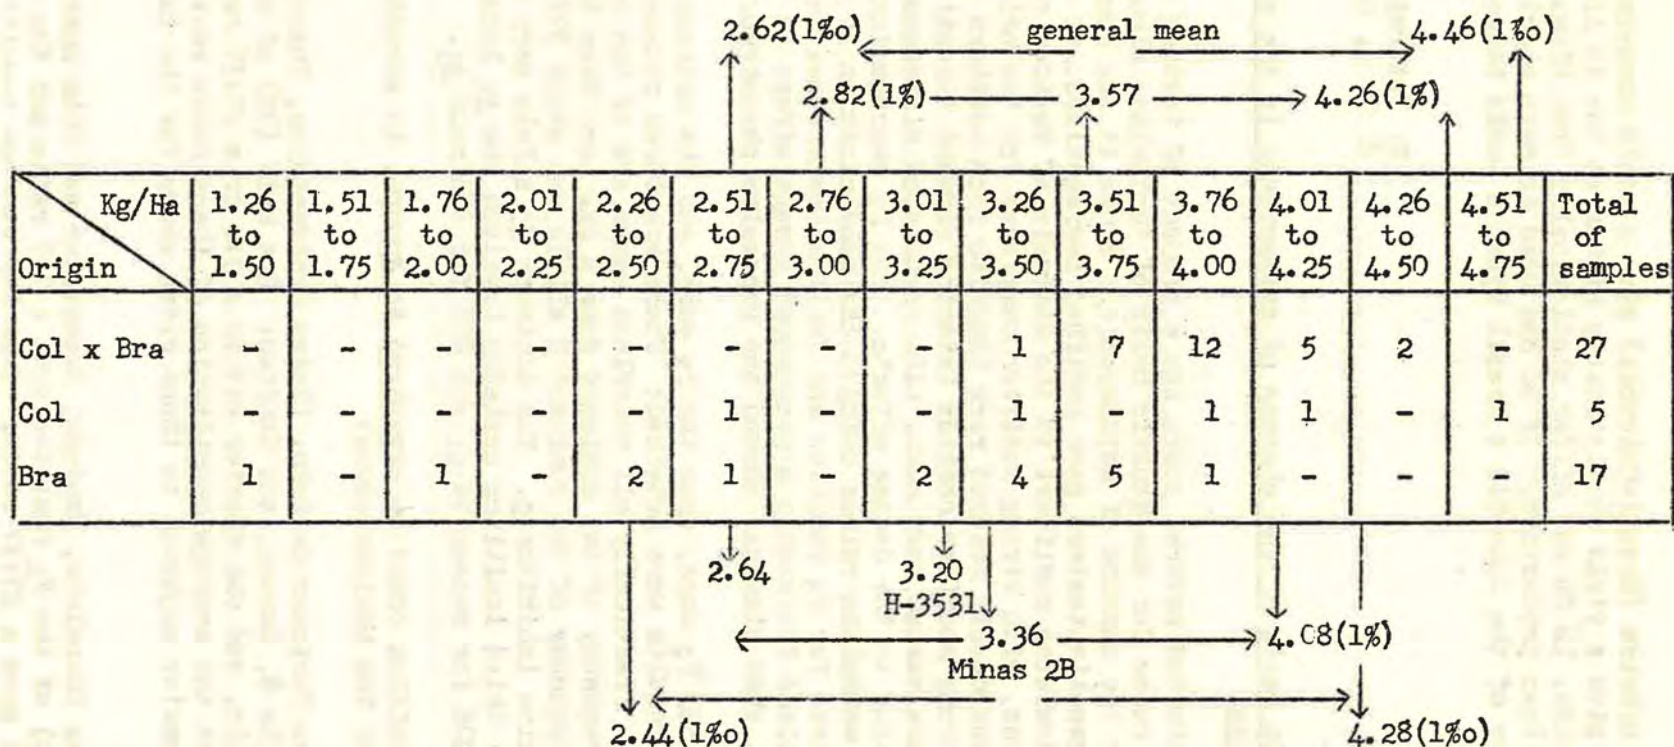 2.62(1%o) general mean 4.46(1%o)
2.82(1%) 3.57 4.26(1%)
Kg/Ha 1.26 to 1.50 1.51 to 1.75 1.76 to 2.00 2.01 to 2.25 2.26 to 2.50 2.51 to 2.75 2.76 to 3.00 3.01 to 3.25 3.26 to 3.50 3.51 to 3.75 3.76 to 4.00 4.01 to 4.25 4.26 to 4.50 4.51 to 4.75 Total of samples
Origin
Col x Bra - - - - - - - - 1 7 12 5 2 - 27
Col - - - - - 1 - - 1 - 1 1 - 1 5
Bra 1 - 1 - 2 1 - 2 4 5 1 - - - 17
2.64 3.20
H-3531
3.36 4.08(1%)
Minas 2B
2.44(1%o) 4.28(1%o)